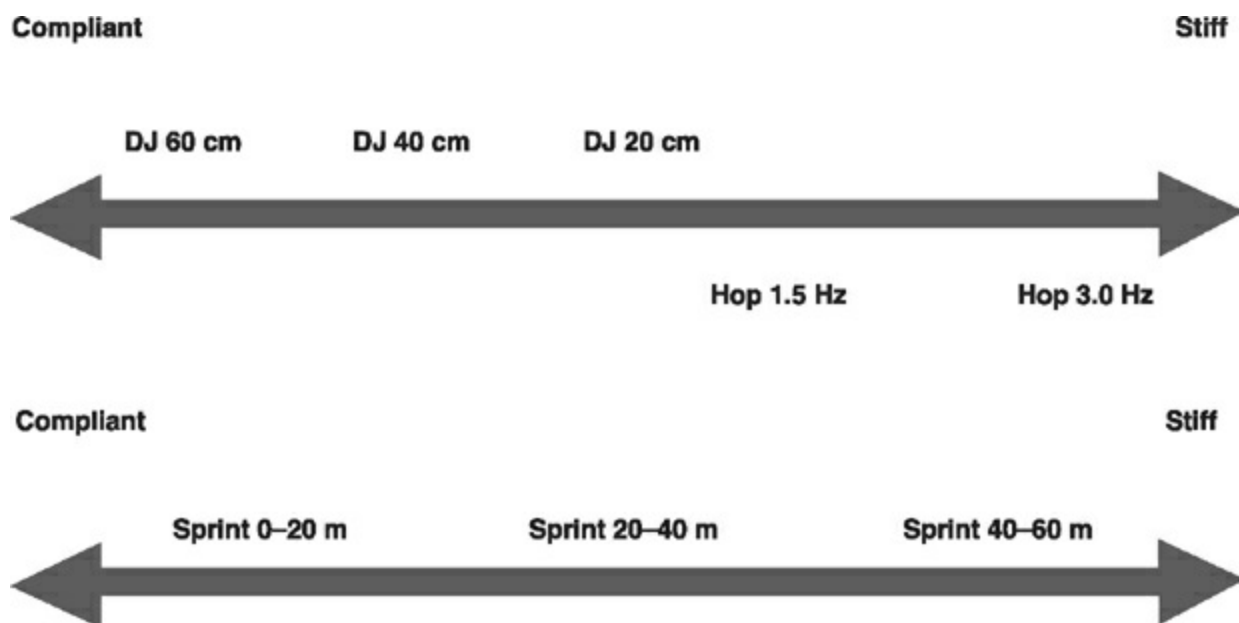 Compliant Stiff
DJ 60 cm DJ 40 cm DJ 20 cm
Hop 1.5 Hz Hop 3.0 Hz
Compliant Stiff
Sprint 0–20 m Sprint 20–40 m Sprint 40–60 m